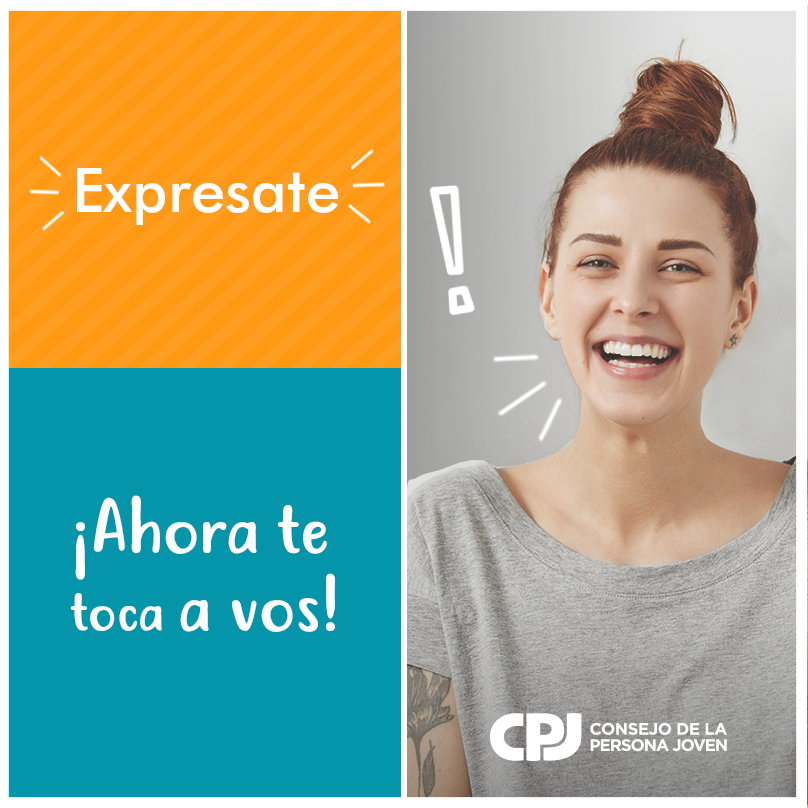 Expresate
¡Ahora te
toca a vos!
CPJ CONSEJO DE LA
PERSONA JOVEN